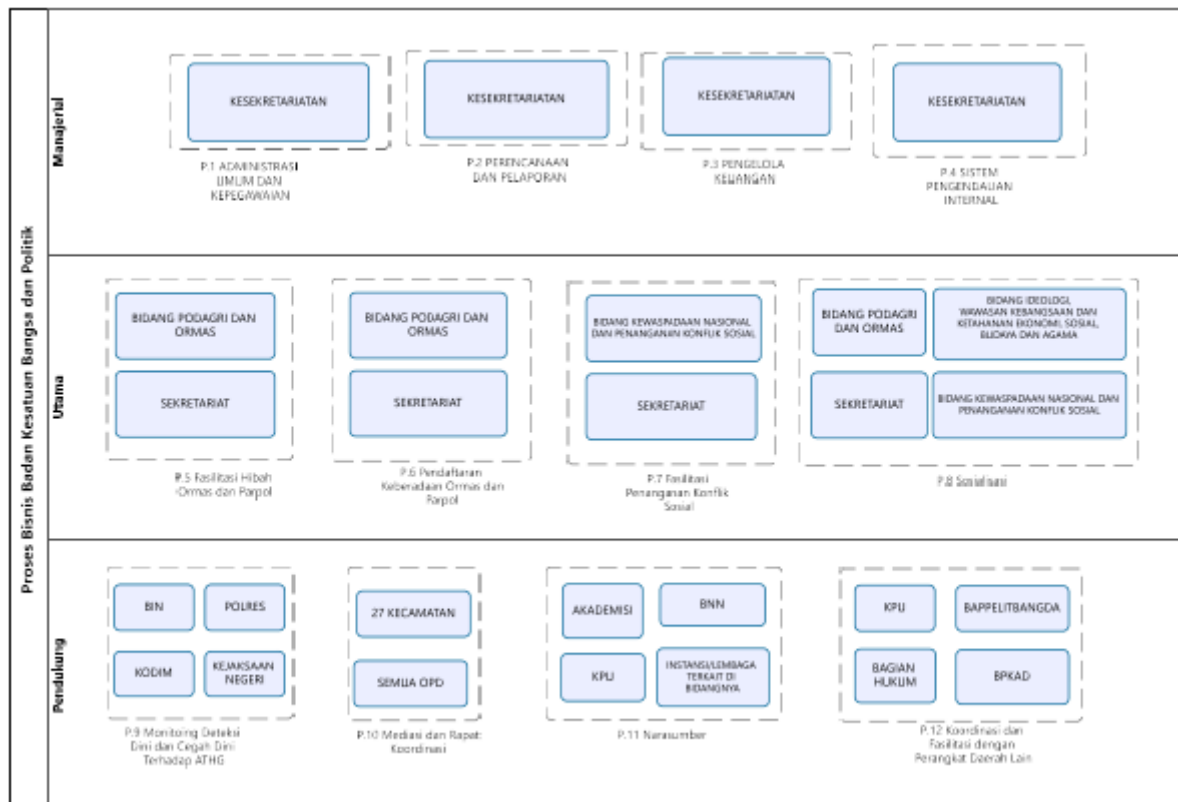 Proses Bisnis Badan Kesatuan Bangsa dan Politik
Manajerial
KESEKRETARIATAN
P.1 ADMINISTRASI
UMUM DAN
KEPEGAWAIAN
KESEKRETARIATAN
P.2 PERENCANAAN
DAN PELAPORAN
KESEKRETARIATAN
P.3 PENGELOLA
KEUANGAN
KESEKRETARIATAN
P.4 SISTEM
PENGENDALIAN
INTERNAL
Utama
BIDANG PODAGRI DAN
ORMAS
SEKRETARIAT
P.5 Fasilitasi Hibah
Ormas dan Parpol
BIDANG PODAGRI DAN
ORMAS
SEKRETARIAT
P.6 Pendaftaran
Keberadaan Ormas dan
Parpol
BIDANG KEWASPADAAN NASIONAL
DAN PENANGANAN KONFLIK SOSIAL
SEKRETARIAT
P.7 Fasilitasi
Penanganan Konflik
Sosial
BIDANG PODAGRI
DAN ORMAS
BIDANG IDEOLOGI,
WAWASAN KEBANGSAAN DAN
KETAHANAN EKONOMI, SOSIAL,
BUDAYA DAN AGAMA
SEKRETARIAT
BIDANG KEWASPADAAN NASIONAL DAN
PENANGANAN KONFLIK SOSIAL
P.8 Sosialisasi
Pendukung
BIN
POLRES
KODIM
KEJAKSAAN
NEGERI
P.9 Monitoing Deteksi
Dini dan Cegah Dini
Terhadap ATHG
27 KECAMATAN
SEMUA OPD
P.10 Mediasi dan Rapat
Koordinasi
AKADEMISI
BNN
KPU
INSTANSI/LEMBAGA
TERKAIT DI
BIDANGNYA
P.11 Narasumber
KPU
BAPPELITBANGDA
BAGIAN
HUKUM
BPKAD
P.12 Koordinasi dan
Fasilitasi dengan
Perangkat Daerah Lain